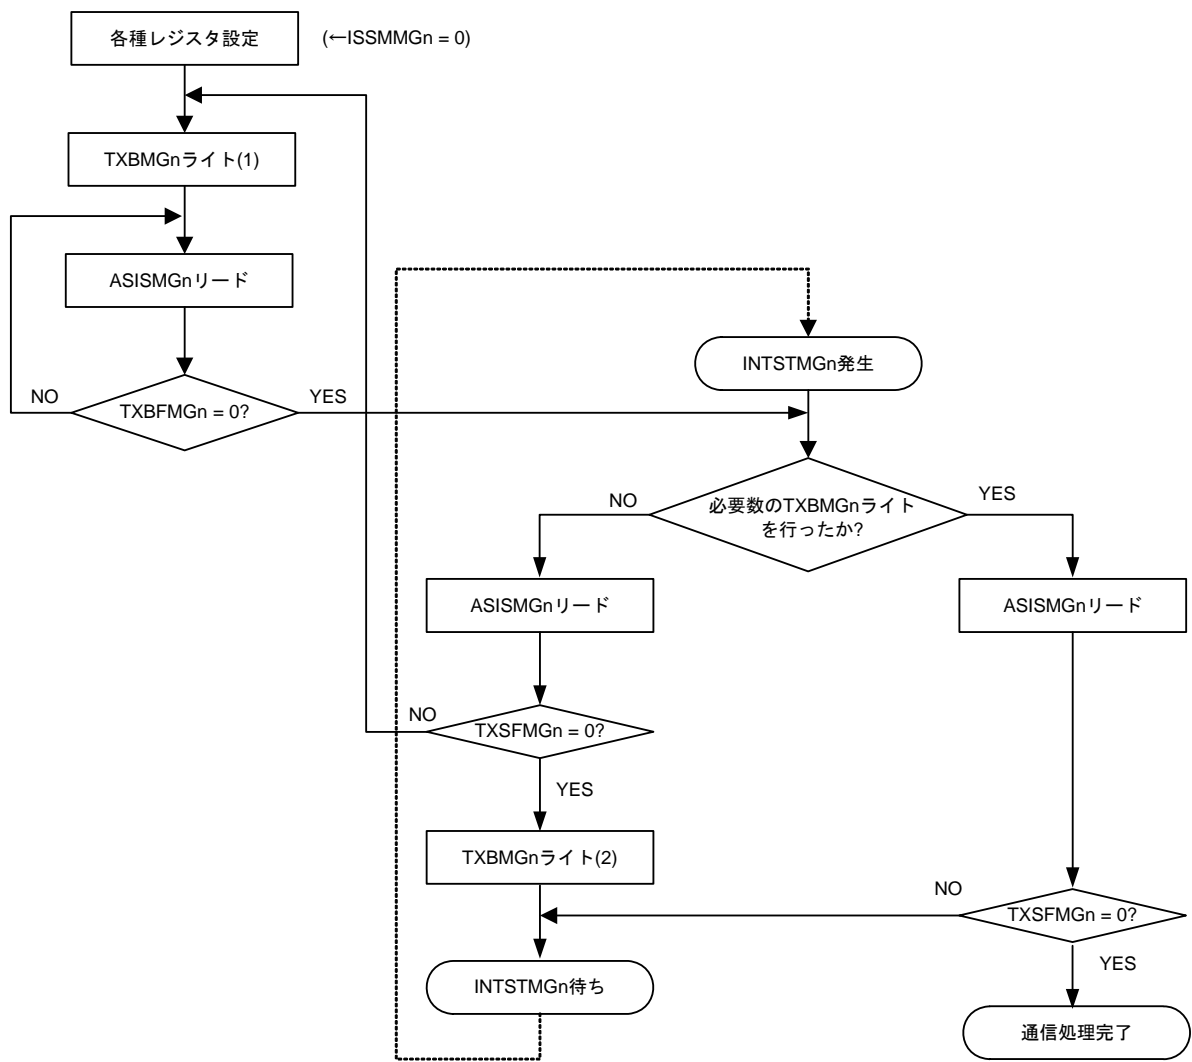 各種レジスタ設定
(←ISSMMGn = 0)
TXBMGnライト(1)
ASISMGnリード
NO
TXBFMGn = 0?
YES
INTSTMGn発生
NO
必要数のTXBMGnライト
を行ったか?
YES
ASISMGnリード
ASISMGnリード
NO
TXSFMGn = 0?
YES
TXBMGnライト(2)
NO
TXSFMGn = 0?
YES
INTSTMGn待ち
通信処理完了